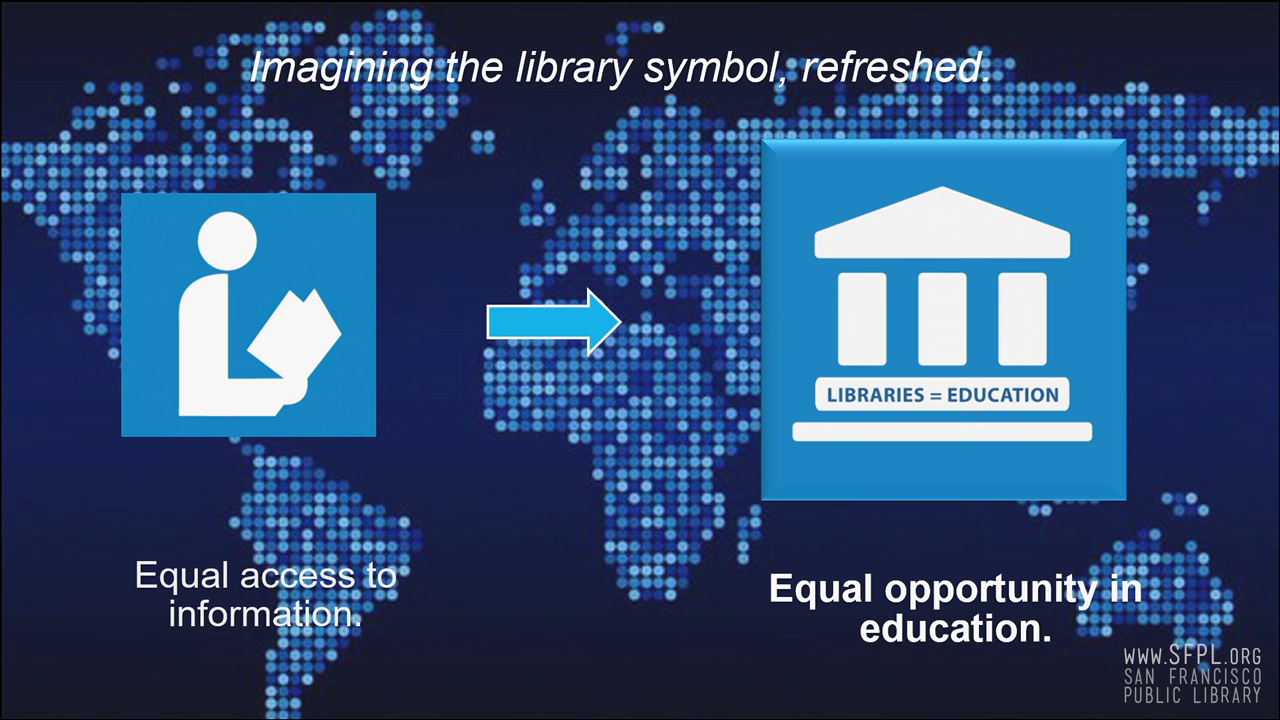 Imagining the library symbol, refreshed.
LIBRARIES = EDUCATION
Equal access to
information.
Equal opportunity in
education.
WWW.SFPL.ORG
SAN FRANCISCO
PUBLIC LIBRARY